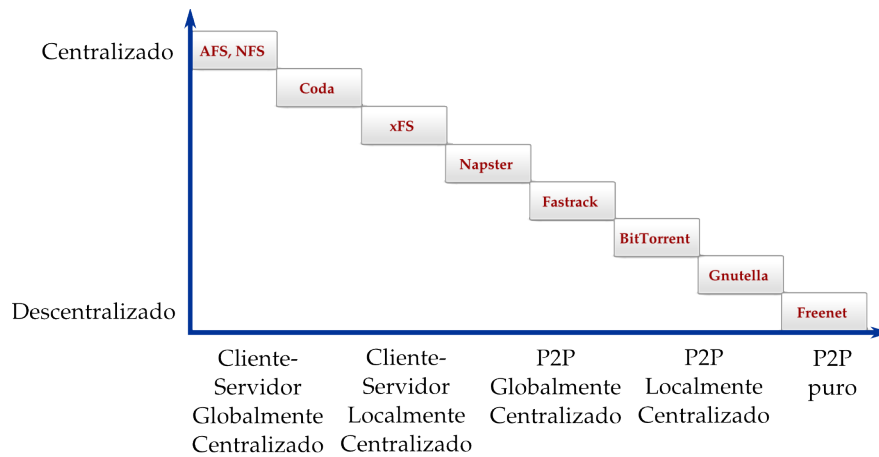 Centralizado
AFS, NFS
Coda
xFS
Napster
Fastrack
BitTorrent
Gnutella
Freenet
Descentralizado
Cliente-
Servidor
Globalmente
Centralizado
Cliente-
Servidor
Localmente
Centralizado
P2P
Globalmente
Centralizado
P2P
Localmente
Centralizado
P2P
puro